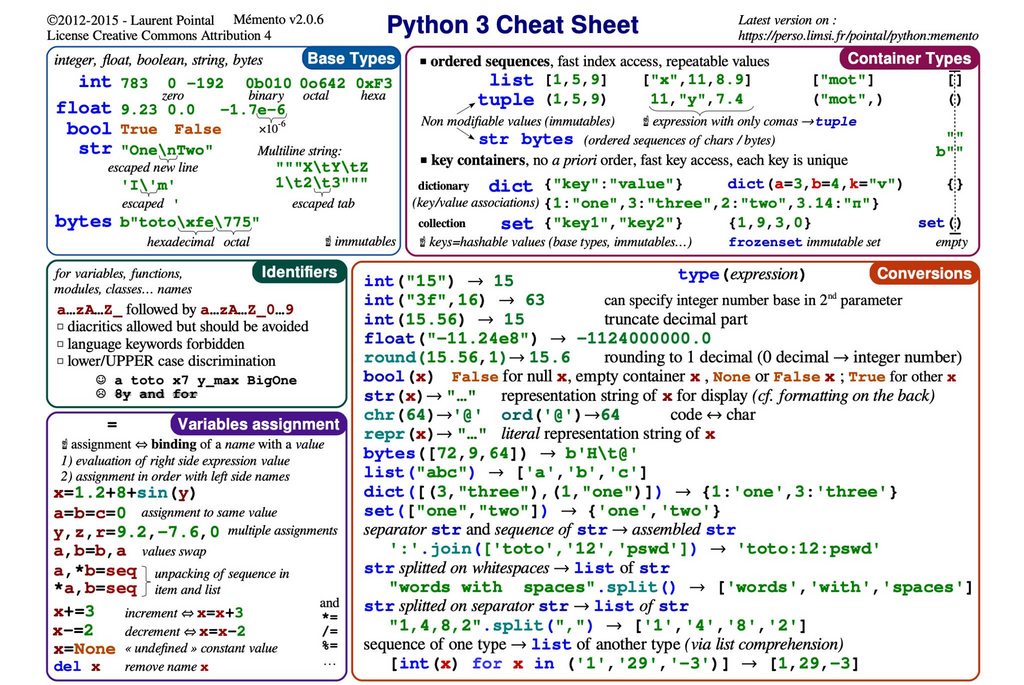 ©2012-2015 - Laurent Pointal Mémento v2.0.6
License Creative Commons Attribution 4
Python 3 Cheat Sheet
Latest version on :
https://perso.limsi.fr/pointal/python:memento
integer, float, boolean, string, bytes
Base Types
int 783 0 -192 0b010 0o642 0xF3
zero binary octal hexa
float 9.23 0.0 -1.7e-6
bool True False ×10-6
str "One\nTwo"
escaped new line
'I\'m'
escaped '
Multiline string:
"""X\tY\tZ
1\t2\t3"""
escaped tab
bytes b"toto\xfe\775"
hexadecimal octal
☝ immutables
Container Types
▪ ordered sequences, fast index access, repeatable values
list [1,5,9] ["x",11,8.9] ["mot"] []
tuple (1,5,9) 11,"y",7.4 ("mot",) ()
Non modifiable values (immutables) ☝ expression with only comas →tuple
str bytes (ordered sequences of chars / bytes)
""
b""
▪ key containers, no a priori order, fast key access, each key is unique
dictionary dict {"key":"value"} dict(a=3,b=4,k="v") {}
(key/value associations) {1:"one",3:"three",2:"two",3.14:"π"}
collection set {"key1","key2"} {1,9,3,0} set()
☝ keys=hashable values (base types, immutables…) frozenset immutable set empty
for variables, functions,
modules, classes… names
Identifiers
a…zA…Z_ followed by a…zA…Z_0…9
▫ diacritics allowed but should be avoided
▫ language keywords forbidden
▫ lower/UPPER case discrimination
☺ a toto x7 y_max BigOne
☹ 8y and for
= Variables assignment
☝ assignment ⇔ binding of a name with a value
1) evaluation of right side expression value
2) assignment in order with left side names
x=1.2+8+sin(y)
a=b=c=0 assignment to same value
y,z,r=9.2,-7.6,0 multiple assignments
a,b=b,a values swap
a,*b=seq unpacking of sequence in
*a,b=seq item and list
x+=3 increment ⇔ x=x+3
x-=2 decrement ⇔ x=x-2
x=None « undefined » constant value
del x remove name x
and
*=
/=
%=
…
type(expression)
Conversions
int("15") → 15
int("3f",16) → 63 can specify integer number base in 2nd parameter
int(15.56) → 15 truncate decimal part
float("-11.24e8") → -1124000000.0
round(15.56,1)→ 15.6 rounding to 1 decimal (0 decimal → integer number)
bool(x) False for null x, empty container x , None or False x ; True for other x
str(x)→ "…" representation string of x for display (cf. formatting on the back)
chr(64)→'@' ord('@')→64 code ↔ char
repr(x)→ "…" literal representation string of x
bytes([72,9,64]) → b'H\t@'
list("abc") → ['a','b','c']
dict([(3,"three"),(1,"one")]) → {1:'one',3:'three'}
set(["one","two"]) → {'one','two'}
separator str and sequence of str → assembled str
':'.join(['toto','12','pswd']) → 'toto:12:pswd'
str splitted on whitespaces → list of str
"words with  spaces".split() → ['words','with','spaces']
str splitted on separator str → list of str
"1,4,8,2".split(",") → ['1','4','8','2']
sequence of one type → list of another type (via list comprehension)
[int(x) for x in ('1','29','-3')] → [1,29,-3]